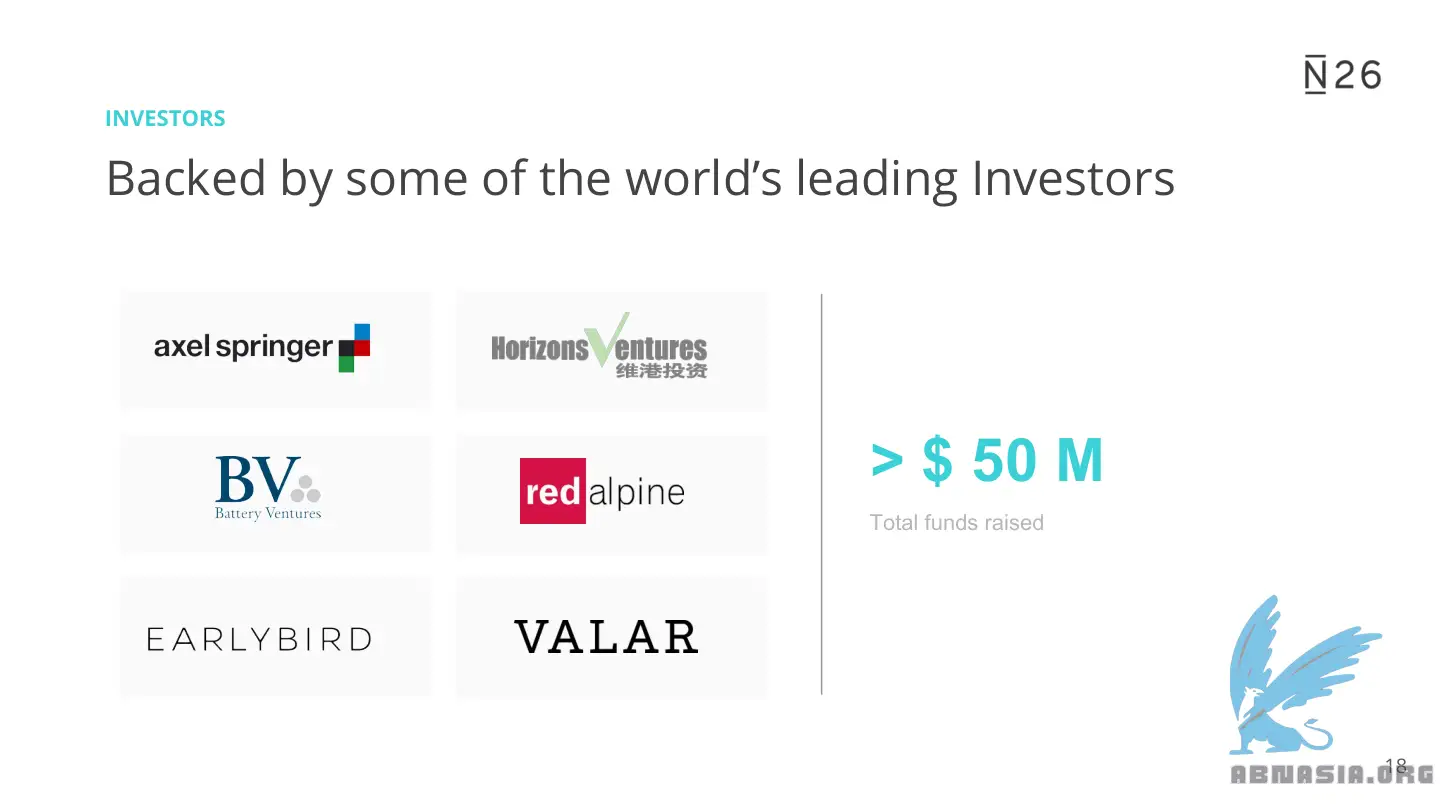 N26
INVESTORS
Backed by some of the world’s leading Investors
axel springer
Horizons Ventures
维港投资
BV
Battery Ventures
red alpine
EARLYBIRD
VALAR
> $ 50 M
Total funds raised
18
ABNASIA.ORG